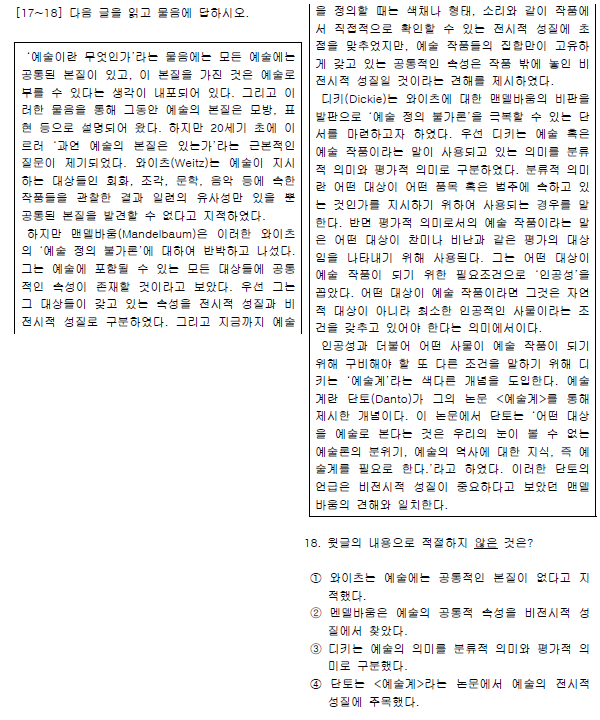 [17~18] 다음 글을 읽고 물음에 답하시오.
‘예술이란 무엇인가’라는 물음에는 모든 예술에는
공통된 본질이 있고, 이 본질을 가진 것은 예술로
부를 수 있다는 생각이 내포되어 있다. 그리고 이
러한 물음을 통해 그동안 예술의 본질은 모방, 표
현 등으로 설명되어 왔다. 하지만 20세기 초에 이
르러 ‘과연 예술의 본질은 있는가’라는 근본적인
질문이 제기되었다. 와이츠(Weitz)는 예술이 지시
하는 대상들인 회화, 조각, 문학, 음악 등에 속한
작품들을 관찰한 결과 일련의 유사성만 있을 뿐
공통된 본질을 발견할 수 없다고 지적하였다.
하지만 맨델바움(Mandelbaum)은 이러한 와이츠
의 ‘예술 정의 불가론’에 대하여 반박하고 나섰다.
그는 예술에 포함될 수 있는 모든 대상들에 공통
적인 속성이 존재할 것이라고 보았다. 우선 그는
그 대상들이 갖고 있는 속성을 전시적 성질과 비
전시적 성질로 구분하였다. 그리고 지금까지 예술
을 정의할 때는 색채나 형태, 소리와 같이 작품에
서 직접적으로 확인할 수 있는 전시적 성질에 초
점을 맞추었지만, 예술 작품들의 집합만이 고유하
게 갖고 있는 공통적인 속성은 작품 밖에 놓인 비
전시적 성질일 것이라는 견해를 제시하였다.
디키(Dickie)는 와이츠에 대한 맨델바움의 비판을
발판으로 ‘예술 정의 불가론’을 극복할 수 있는 단
서를 마련하고자 하였다. 우선 디키는 예술 혹은
예술 작품이라는 말이 사용되고 있는 의미를 분류
적 의미와 평가적 의미로 구분하였다. 분류적 의미
란 어떤 대상이 어떤 품목 혹은 범주에 속하고 있
는 것인가를 지시하기 위하여 사용되는 경우를 말
한다. 반면 평가적 의미로서의 예술 작품이라는 말
은 어떤 대상이 찬미나 비난과 같은 평가의 대상
임을 나타내기 위해 사용된다. 그는 어떤 대상이
예술 작품이 되기 위한 필요조건으로 ‘인공성’을
꼽았다. 어떤 대상이 예술 작품이라면 그것은 자연
적 대상이 아니라 최소한 인공적인 사물이라는 조
건을 갖추고 있어야 한다는 의미에서이다.
인공성과 더불어 어떤 사물이 예술 작품이 되기
위해 구비해야 할 또 다른 조건을 말하기 위해 디
키는 ‘예술계’라는 색다른 개념을 도입한다. 예술
계란 단토(Danto)가 그의 논문 <예술계>를 통해
제시한 개념이다. 이 논문에서 단토는 ‘어떤 대상
을 예술로 본다는 것은 우리의 눈이 볼 수 없는
예술론의 분위기, 예술의 역사에 대한 지식, 즉 예
술계를 필요로 한다.’라고 하였다. 이러한 단토의
언급은 비전시적 성질이 중요하다고 보았던 맨델
바움의 견해와 일치한다.
18. 윗글의 내용으로 적절하지 않은 것은?
① 와이츠는 예술에는 공통적인 본질이 없다고 지
적했다.
② 멘델바움은 예술의 공통적 속성을 비전시적 성
질에서 찾았다.
③ 디키는 예술의 의미를 분류적 의미와 평가적 의
미로 구분했다.
④ 단토는 <예술계>라는 논문에서 예술의 전시적
성질에 주목했다.